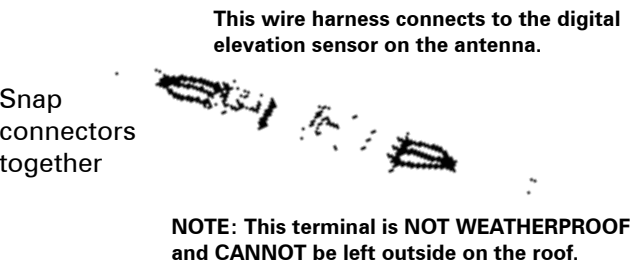 This wire harness connects to the digital
elevation sensor on the antenna.
Snap
connectors
together
NOTE: This terminal is NOT WEATHERPROOF
and CANNOT be left outside on the roof.